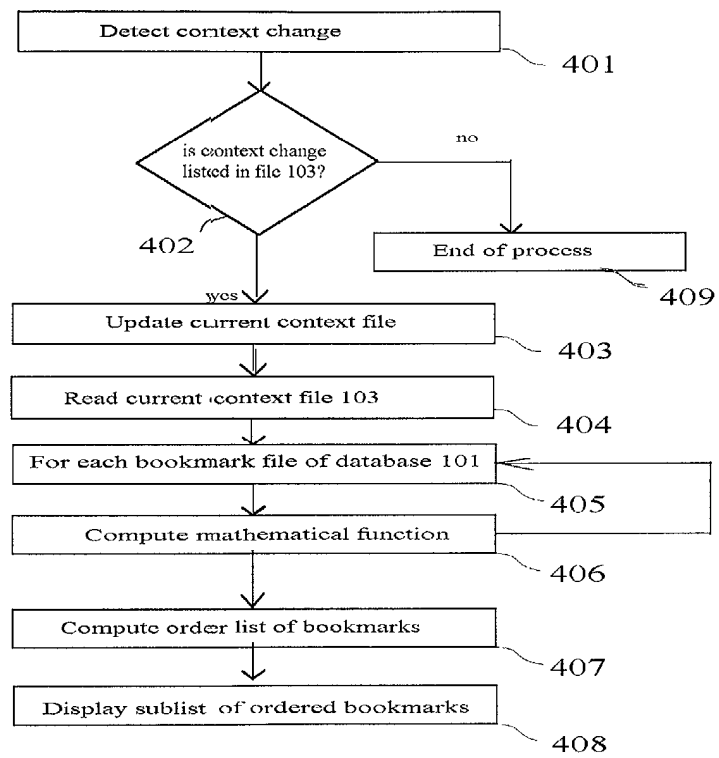 Detect context change
401
is context change
listed in file 103?
no
402
End of process
409
yes
Update current context file
403
Read current context file 103
404
For each bookmark file of database 101
405
Compute mathematical function
406
Compute order list of bookmarks
407
Display sublist of ordered bookmarks
408